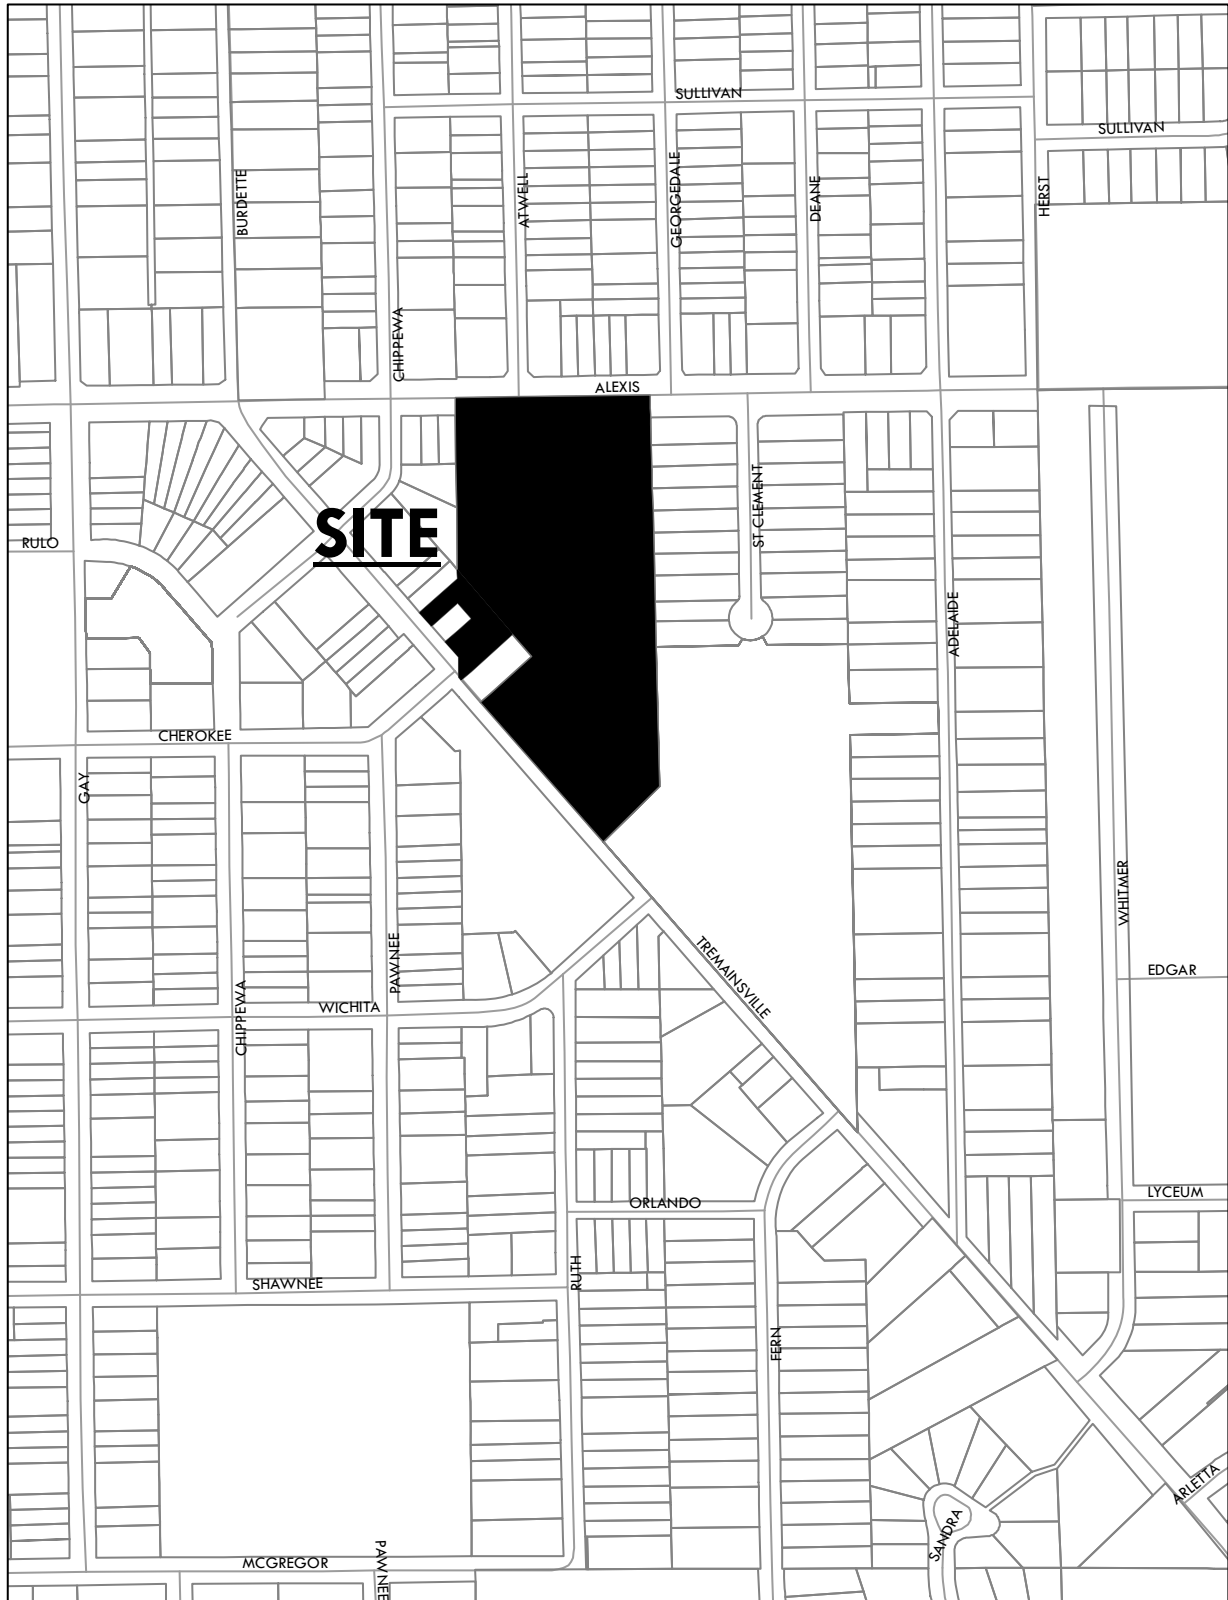 SULLIVAN
SULLIVAN
BURDETTE
ATWELL
GEORGEDALE
DEANE
HERST
CHIPPEWA
ALEXIS
ST CLEMENT
SITE
RULO
ADELAIDE
CHEROKEE
GAY
WHITMER
PAWNEE
TREMAINSVILLE
EDGAR
CHIPPEWA
WICHITA
LYCEUM
ORLANDO
RUTH
SHAWNEE
FERN
ARLETTA
SANDRA
MCGREGOR
PAWNEE